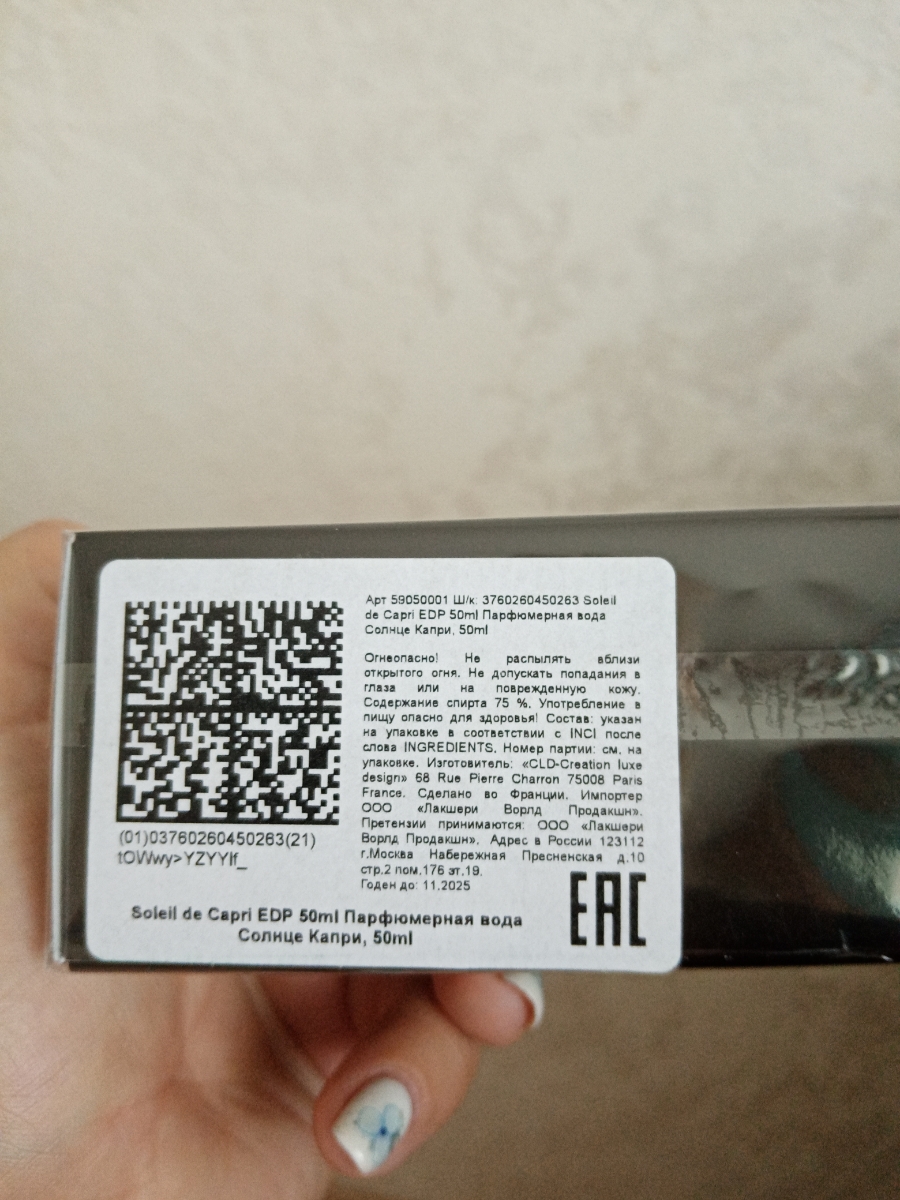 Арт 59050001 Ш/к: 3760260450263 Soleil
de Capri EDP 50ml Парфюмерная вода
Солнце Капри, 50ml
Огнеопасно! Не распылять вблизи
открытого огня. Не допускать попадания в
глаза или на поврежденную кожу.
Содержание спирта 75 %. Употребление в
пищу опасно для здоровья! Состав: указан
на упаковке в соответствии с INCI после
слова INGREDIENTS. Номер партии: см. на
упаковке. Изготовитель: «CLD-Creation luxe
design» 68 Rue Pierre Charron 75008 Paris
France. Сделано во Франции. Импортер
ООО «Лакшери Ворлд Продакшн».
Претензии принимаются: ООО «Лакшери
Ворлд Продакшн». Адрес в России 123112
г.Москва Набережная Пресненская д.10
стр.2 пом.176 эт.19.
Годен до: 11.2025
(01)03760260450263(21)
tOWwy>YZYYIf_
EAC
Soleil de Capri EDP 50ml Парфюмерная вода
Солнце Капри, 50ml